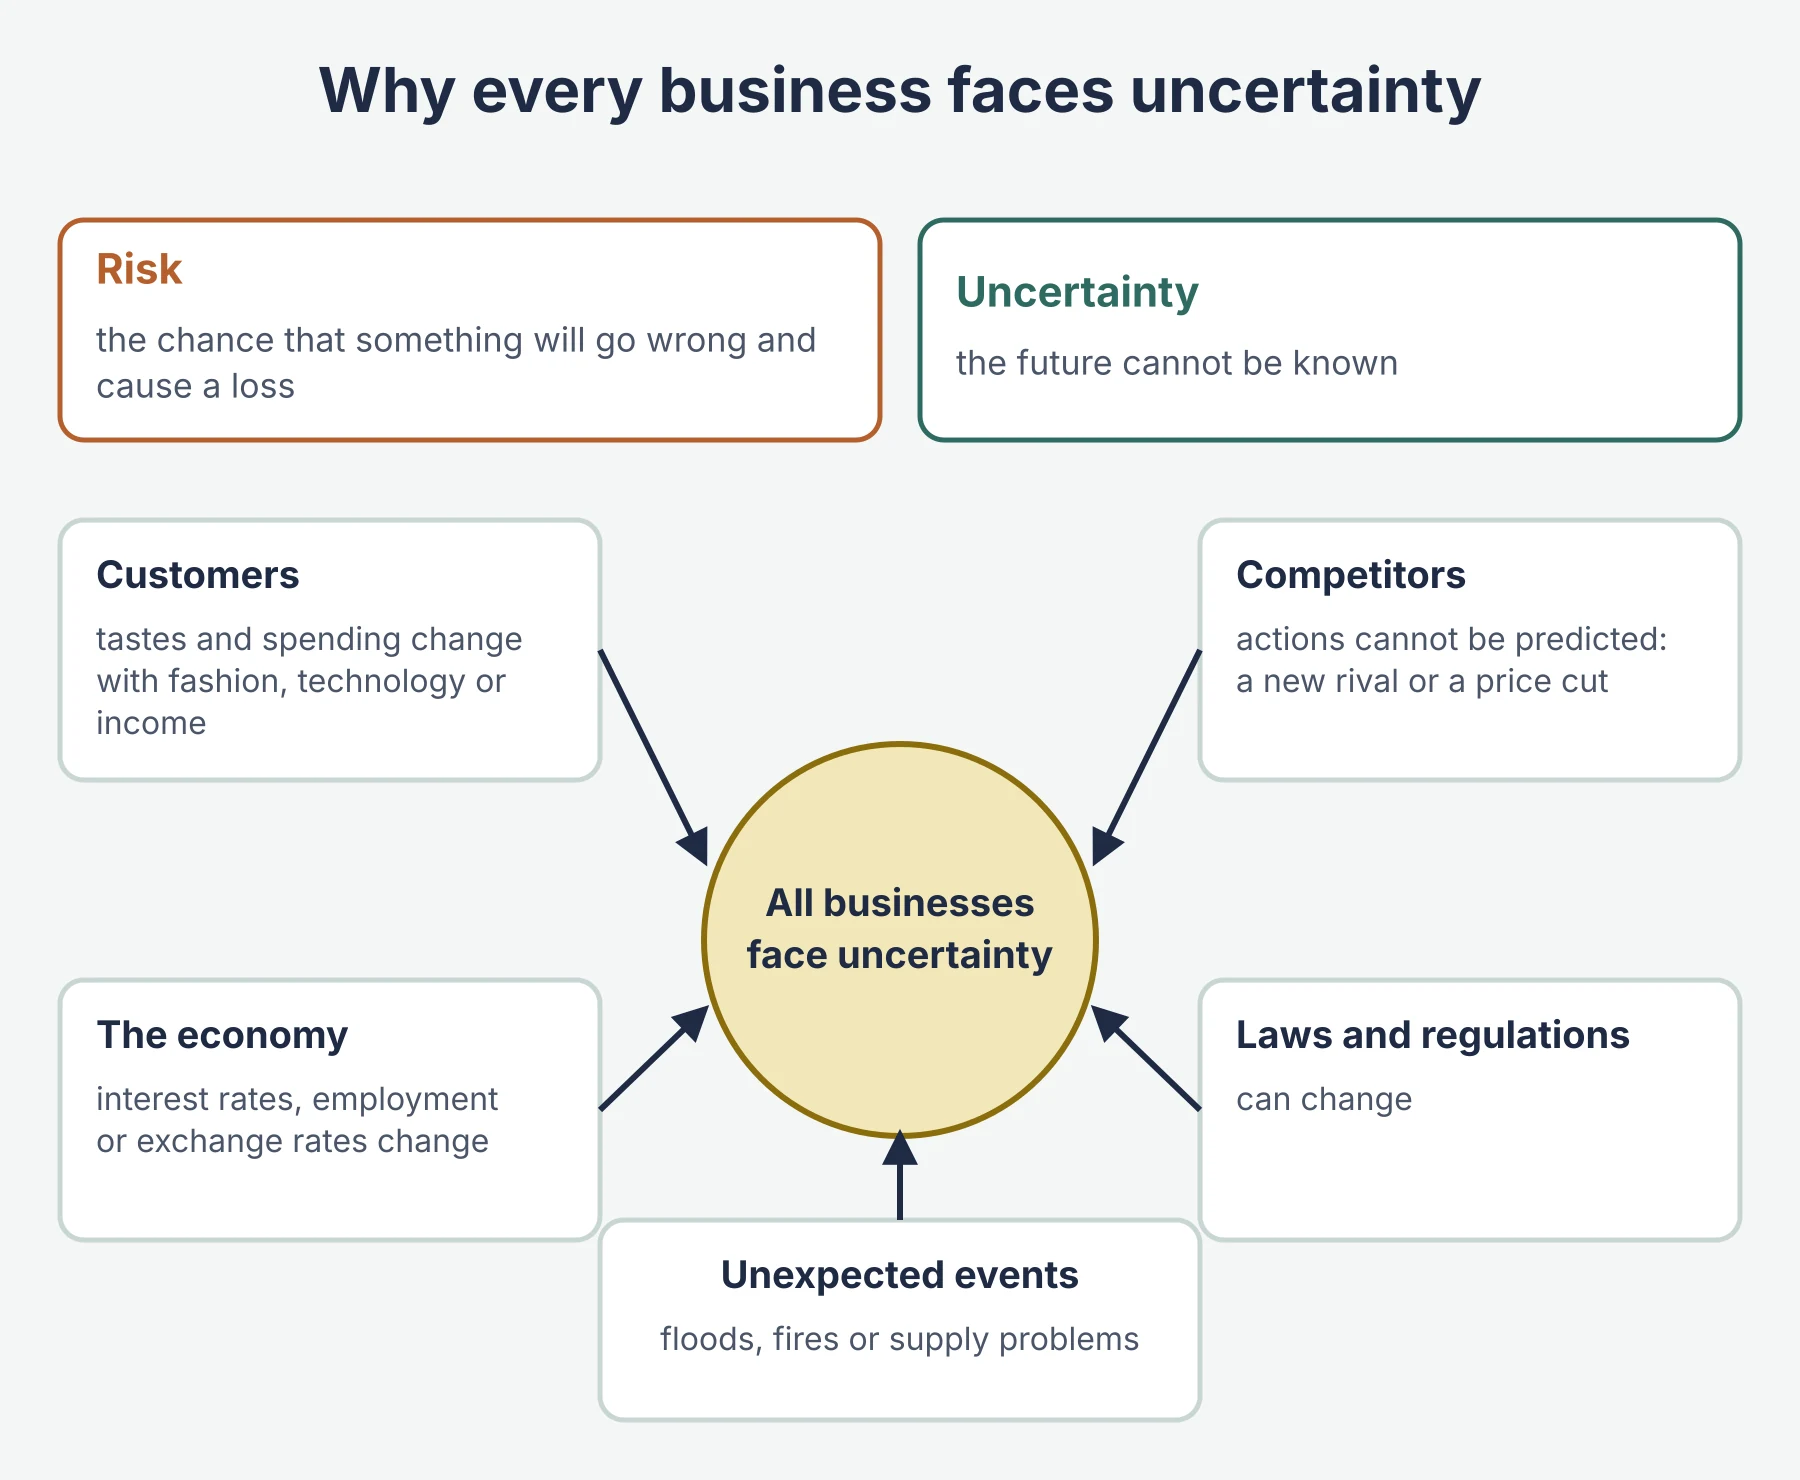 Why every business faces uncertainty
Risk
the chance that something will go wrong and
cause a loss
Uncertainty
the future cannot be known
Customers
tastes and spending change
with fashion, technology or
income
Competitors
actions cannot be predicted:
a new rival or a price cut
All businesses
face uncertainty
The economy
interest rates, employment
or exchange rates change
Laws and regulations
can change
Unexpected events
floods, fires or supply problems